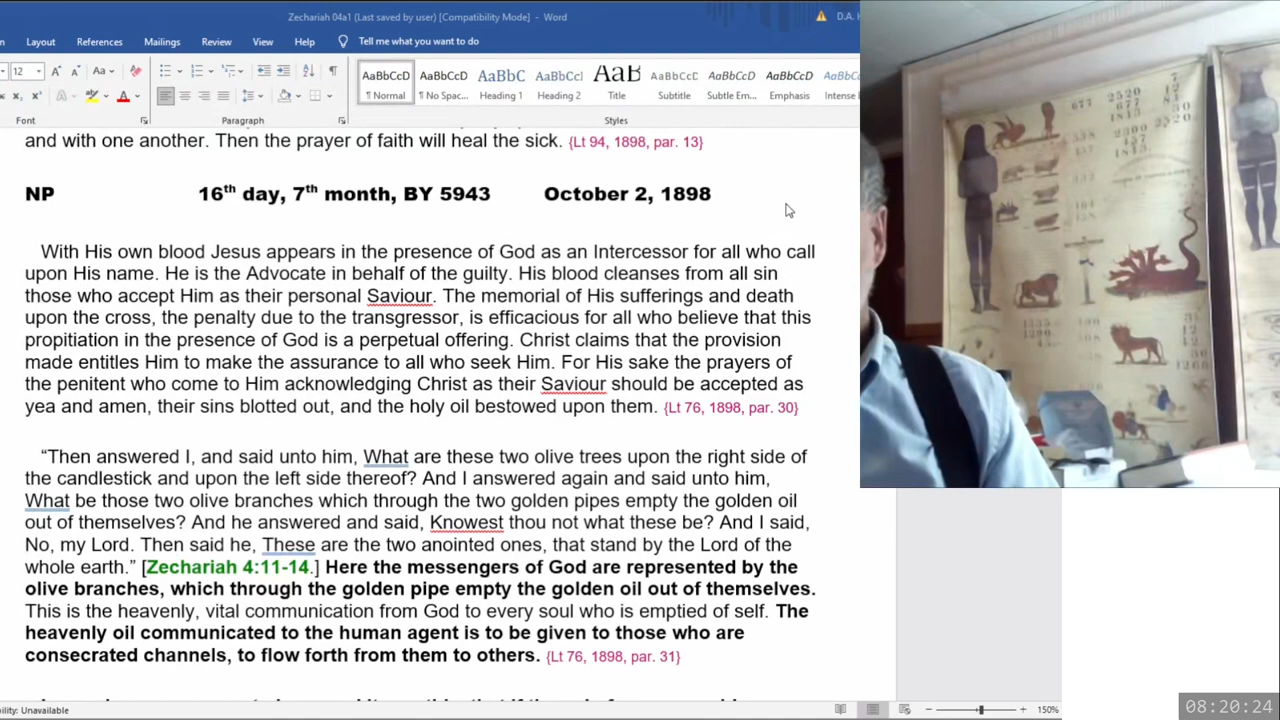 Zechariah 04a1 (Last saved by user) [Compatibility Mode] - Word
D.A. H
Layout References Mailings Review View Help Tell me what you want to do
12 Aa
AaBbCcD AaBbCcD AaBbC AaBbCcl AaB AaBbCcD AaBbCcD AaBbCcD AaBbCcD
¶ Normal ¶ No Spac... Heading 1 Heading 2 Title Subtitle Subtle Em... Emphasis Intense
Font Paragraph Styles
and with one another. Then the prayer of faith will heal the sick. {Lt 94, 1898, par. 13}
NP 16th day, 7th month, BY 5943 October 2, 1898
With His own blood Jesus appears in the presence of God as an Intercessor for all who call
upon His name. He is the Advocate in behalf of the guilty. His blood cleanses from all sin
those who accept Him as their personal Saviour. The memorial of His sufferings and death
upon the cross, the penalty due to the transgressor, is efficacious for all who believe that this
propitiation in the presence of God is a perpetual offering. Christ claims that the provision
made entitles Him to make the assurance to all who seek Him. For His sake the prayers of
the penitent who come to Him acknowledging Christ as their Saviour should be accepted as
yea and amen, their sins blotted out, and the holy oil bestowed upon them. {Lt 76, 1898, par. 30}
“Then answered I, and said unto him, What are these two olive trees upon the right side of
the candlestick and upon the left side thereof? And I answered again and said unto him,
What be those two olive branches which through the two golden pipes empty the golden oil
out of themselves? And he answered and said, Knowest thou not what these be? And I said,
No, my Lord. Then said he, These are the two anointed ones, that stand by the Lord of the
whole earth.” [Zechariah 4:11-14.] Here the messengers of God are represented by the
olive branches, which through the golden pipe empty the golden oil out of themselves.
This is the heavenly, vital communication from God to every soul who is emptied of self. The
heavenly oil communicated to the human agent is to be given to those who are
consecrated channels, to flow forth from them to others. {Lt 76, 1898, par. 31}
bility: Unavailable
150%
08:20:24
677 2520
677
1843
2300
457
1843
2520